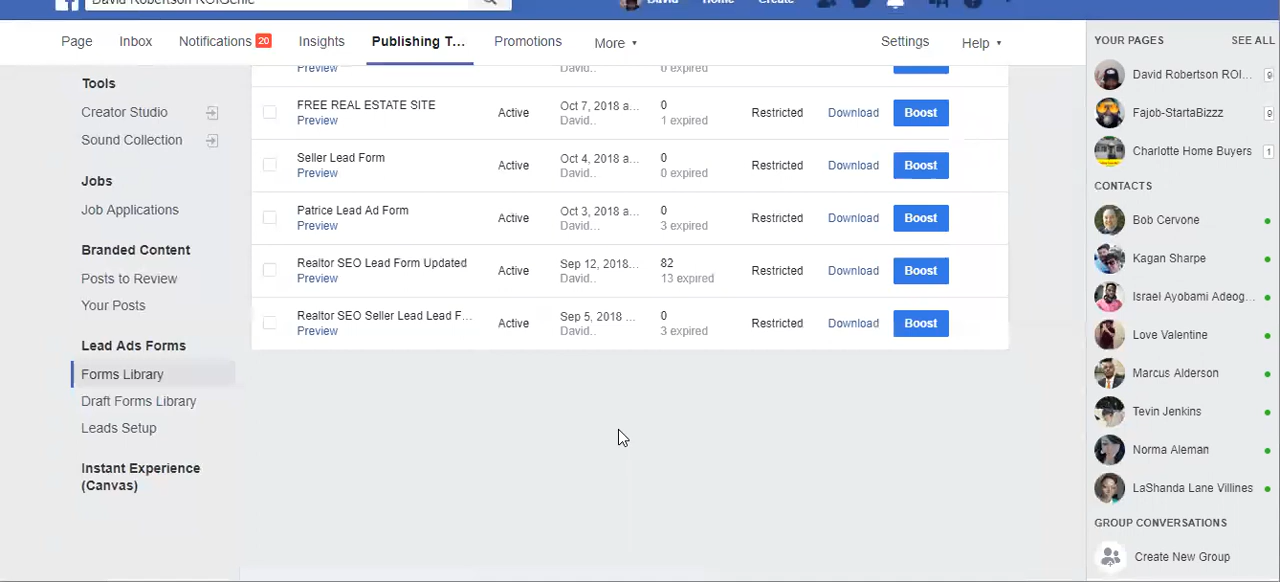 David Robertson ROIGenie
David Home Create
Page Inbox Notifications 20 Insights Publishing T... Promotions More Settings Help
Tools
Creator Studio
Sound Collection
Jobs
Job Applications
Branded Content
Posts to Review
Your Posts
Lead Ads Forms
Forms Library
Draft Forms Library
Leads Setup
Instant Experience
(Canvas)
Preview David.. 0 expired
FREE REAL ESTATE SITE Active Oct 7, 2018 a... 0 Restricted Download Boost
Preview David.. 1 expired
Seller Lead Form Active Oct 4, 2018 a... 0 Restricted Download Boost
Preview David... 0 expired
Patrice Lead Ad Form Active Oct 3, 2018 a... 0 Restricted Download Boost
Preview David... 3 expired
Realtor SEO Lead Form Updated Active Sep 12, 2018... 82 Restricted Download Boost
Preview David.. 13 expired
Realtor SEO Seller Lead Lead F... Active Sep 5, 2018 ... 0 Restricted Download Boost
Preview David... 3 expired
YOUR PAGES SEE ALL
David Robertson ROI... 9
Fajob-StartaBizzz 9
Charlotte Home Buyers 1
CONTACTS
Bob Cervone
Kagan Sharpe
Israel Ayobami Adeog...
Love Valentine
Marcus Alderson
Tevin Jenkins
Norma Aleman
LaShanda Lane Villines
GROUP CONVERSATIONS
Create New Group